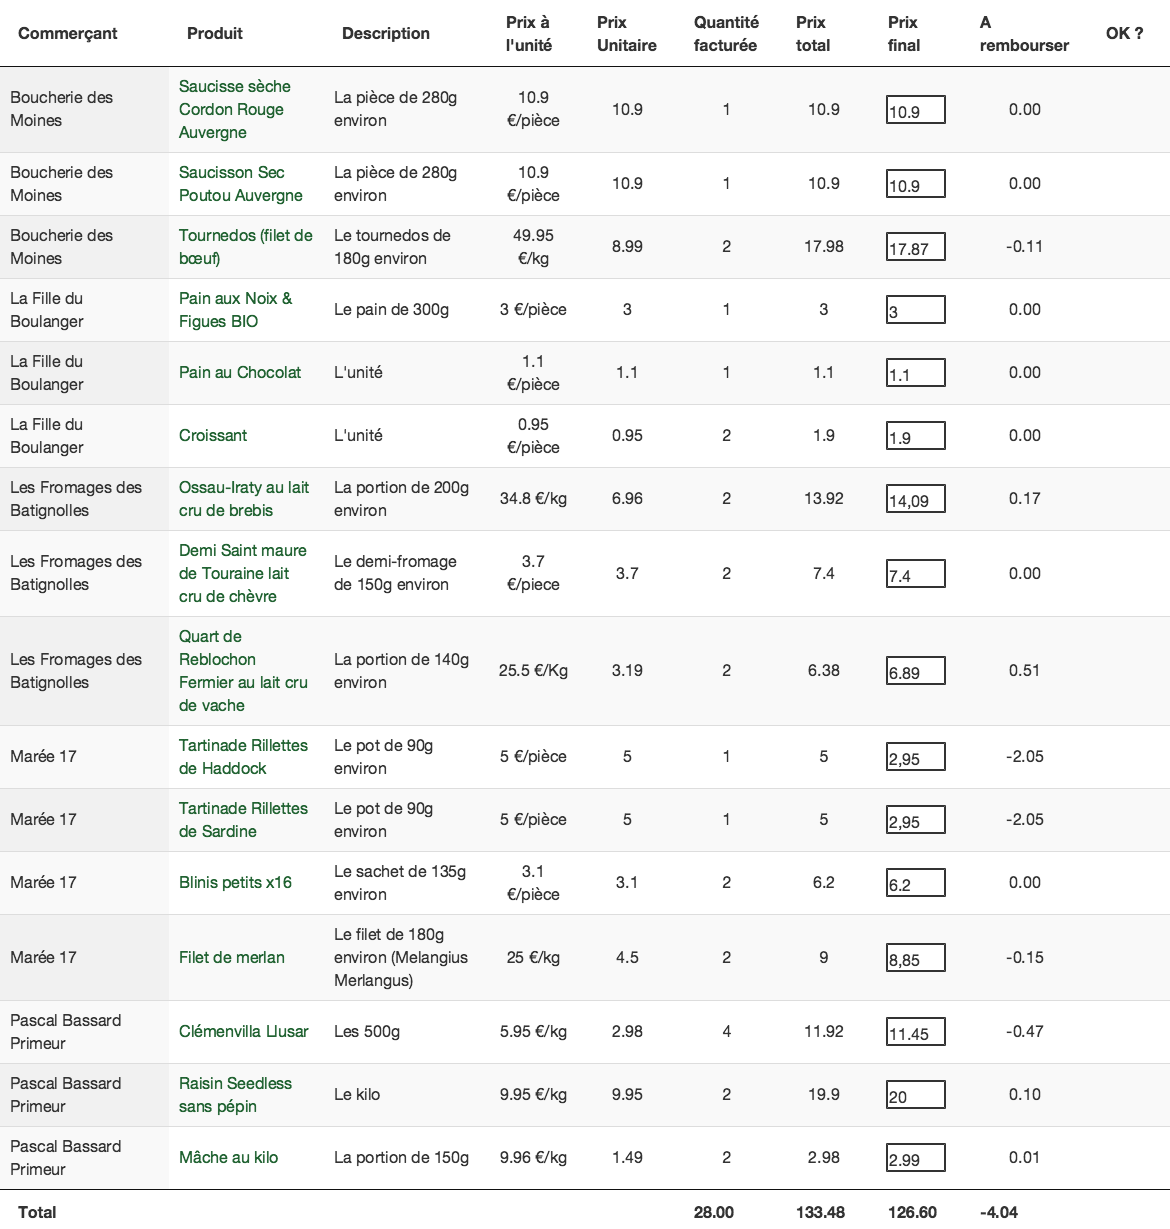 Commerçant Produit Description Prix à l'unité Prix Unitaire Quantité facturée Prix total Prix final A rembourser OK ?
Boucherie des Moines Saucisse sèche Cordon Rouge Auvergne La pièce de 280g environ 10.9 €/pièce 10.9 1 10.9 10.9 0.00
Boucherie des Moines Saucisson Sec Poutou Auvergne La pièce de 280g environ 10.9 €/pièce 10.9 1 10.9 10.9 0.00
Boucherie des Moines Tournedos (filet de bœuf) Le tournedos de 180g environ 49.95 €/kg 8.99 2 17.98 17.87 -0.11
La Fille du Boulanger Pain aux Noix & Figues BIO Le pain de 300g 3 €/pièce 3 1 3 3 0.00
La Fille du Boulanger Pain au Chocolat L'unité 1.1 €/pièce 1.1 1 1.1 1.1 0.00
La Fille du Boulanger Croissant L'unité 0.95 €/pièce 0.95 2 1.9 1.9 0.00
Les Fromages des Batignolles Ossau-Iraty au lait cru de brebis La portion de 200g environ 34.8 €/kg 6.96 2 13.92 14,09 0.17
Les Fromages des Batignolles Demi Saint maure de Touraine lait cru de chèvre Le demi-fromage de 150g environ 3.7 €/piece 3.7 2 7.4 7.4 0.00
Les Fromages des Batignolles Quart de Reblochon Fermier au lait cru de vache La portion de 140g environ 25.5 €/Kg 3.19 2 6.38 6.89 0.51
Marée 17 Tartinade Rillettes de Haddock Le pot de 90g environ 5 €/pièce 5 1 5 2,95 -2.05
Marée 17 Tartinade Rillettes de Sardine Le pot de 90g environ 5 €/pièce 5 1 5 2,95 -2.05
Marée 17 Blinis petits x16 Le sachet de 135g environ 3.1 €/pièce 3.1 2 6.2 6.2 0.00
Marée 17 Filet de merlan Le filet de 180g environ (Melangius Merlangus) 25 €/kg 4.5 2 9 8,85 -0.15
Pascal Bassard Primeur Clémenvilla Llusar Les 500g 5.95 €/kg 2.98 4 11.92 11.45 -0.47
Pascal Bassard Primeur Raisin Seedless sans pépin Le kilo 9.95 €/kg 9.95 2 19.9 20 0.10
Pascal Bassard Primeur Mâche au kilo La portion de 150g 9.96 €/kg 1.49 2 2.98 2.99 0.01
Total 28.00 133.48 126.60 -4.04